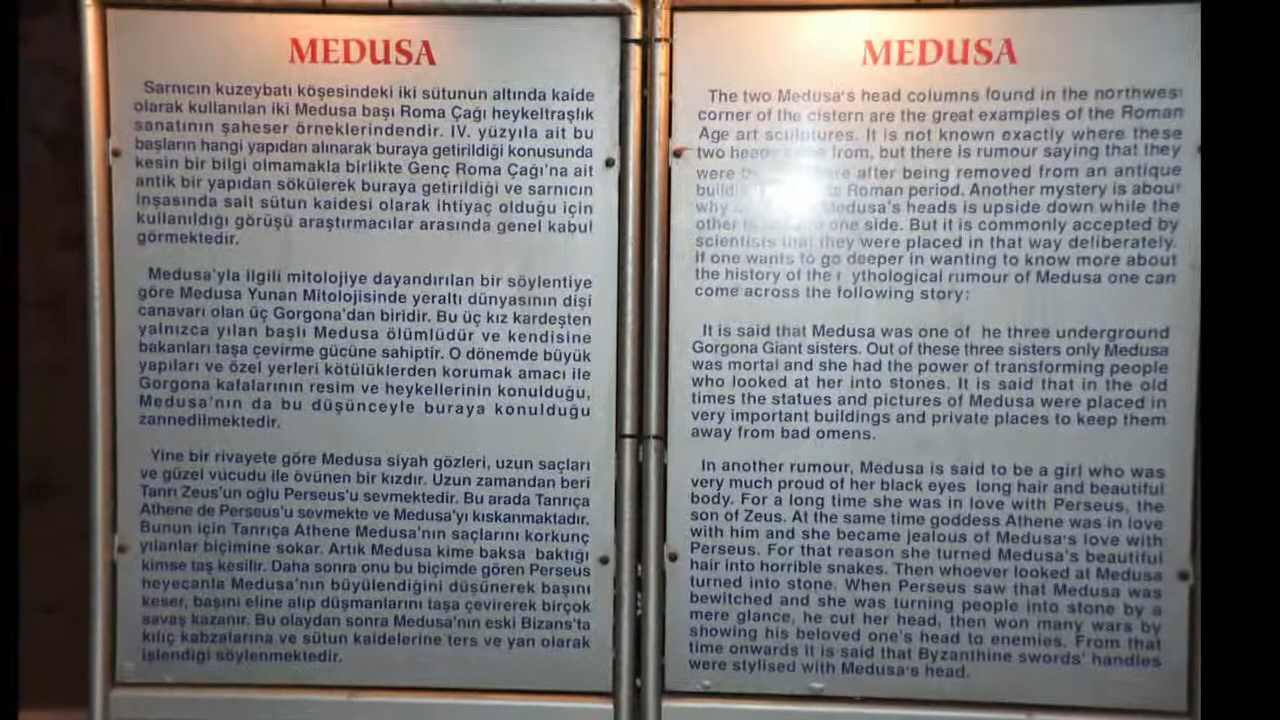 MEDUSA
Sarnıcın kuzeybatı köşesindeki iki sütunun altında kaide
olarak kullanılan iki Medusa başı Roma Çağı heykeltraşlık
sanatının şaheser örneklerindendir. IV. yüzyıla ait bu
başların hangi yapıdan alınarak buraya getirildiği konusunda
kesin bir bilgi olmamakla birlikte Genç Roma Çağı'na ait
antik bir yapıdan sökülerek buraya getirildiği ve sarnıcın
inşasında salt sütun kaidesi olarak ihtiyaç olduğu için
kullanıldığı görüşü araştırmacılar arasında genel kabul
görmektedir.
Medusa'yla ilgili mitolojiye dayandırılan bir söylentiye
göre Medusa Yunan Mitolojisinde yeraltı dünyasının dişi
canavarı olan üç Gorgona'dan biridir. Bu üç kız kardeşten
yalnızca yılan başlı Medusa ölümlüdür ve kendisine
bakanları taşa çevirme gücüne sahiptir. O dönemde büyük
yapıları ve özel yerleri kötülüklerden korumak amacı ile
Gorgona kafalarının resim ve heykellerinin konulduğu,
Medusa'nın da bu düşünceyle buraya konulduğu
zannedilmektedir.
Yine bir rivayete göre Medusa siyah gözleri, uzun saçları
ve güzel vücudu ile övünen bir kızdır. Uzun zamandan beri
Tanrı Zeus'un oğlu Perseus'u sevmektedir. Bu arada Tanrıça
Athene de Perseus'u sevmekte ve Medusa'yı kıskanmaktadır.
Bunun için Tanrıça Athene Medusa'nın saçlarını korkunç
yılanlar biçimine sokar. Artık Medusa kime baksa baktığı
kimse taş kesilir. Daha sonra onu bu biçimde gören Perseus
heyecanla Medusa'nın büyülendiğini düşünerek başını
keser, başını eline alıp düşmanlarını taşa çevirerek birçok
savaş kazanır. Bu olaydan sonra Medusa'nın eski Bizans'ta
kılıç kabzalarına ve sütun kaidelerine ters ve yan olarak
işlendiği söylenmektedir.
MEDUSA
The two Medusa's head columns found in the northwest
corner of the cistern are the great examples of the Roman
Age art sculptures. It is not known exactly where these
two from, but there is rumour saying that they
were after being removed from an antique
Roman period. Another mystery is about
why Medusa's heads is upside down while the
other one side. But it is commonly accepted by
scientists that they were placed in that way deliberately.
If one wants to go deeper in wanting to know more about
the history of the ythological rumour of Medusa one can
come across the following story:
It is said that Medusa was one of he three underground
Gorgona Giant sisters. Out of these three sisters only Medusa
was mortal and she had the power of transforming people
who looked at her into stones. It is said that in the old
times the statues and pictures of Medusa were placed in
very important buildings and private places to keep them
away from bad omens.
In another rumour, Medusa is said to be a girl who was
very much proud of her black eyes long hair and beautiful
body. For a long time she was in love with Perseus, the
son of Zeus. At the same time goddess Athene was in love
with him and she became jealous of Medusa's love with
Perseus. For that reason she turned Medusa's beautiful
hair into horrible snakes. Then whoever looked at Medusa
turned into stone. When Perseus saw that Medusa was
bewitched and she was turning people into stone by a
mere glance, he cut her head, then won many wars by
showing his beloved one's head to enemies. From that
time onwards it is said that Byzanthine swords' handles
were stylised with Medusa's head.